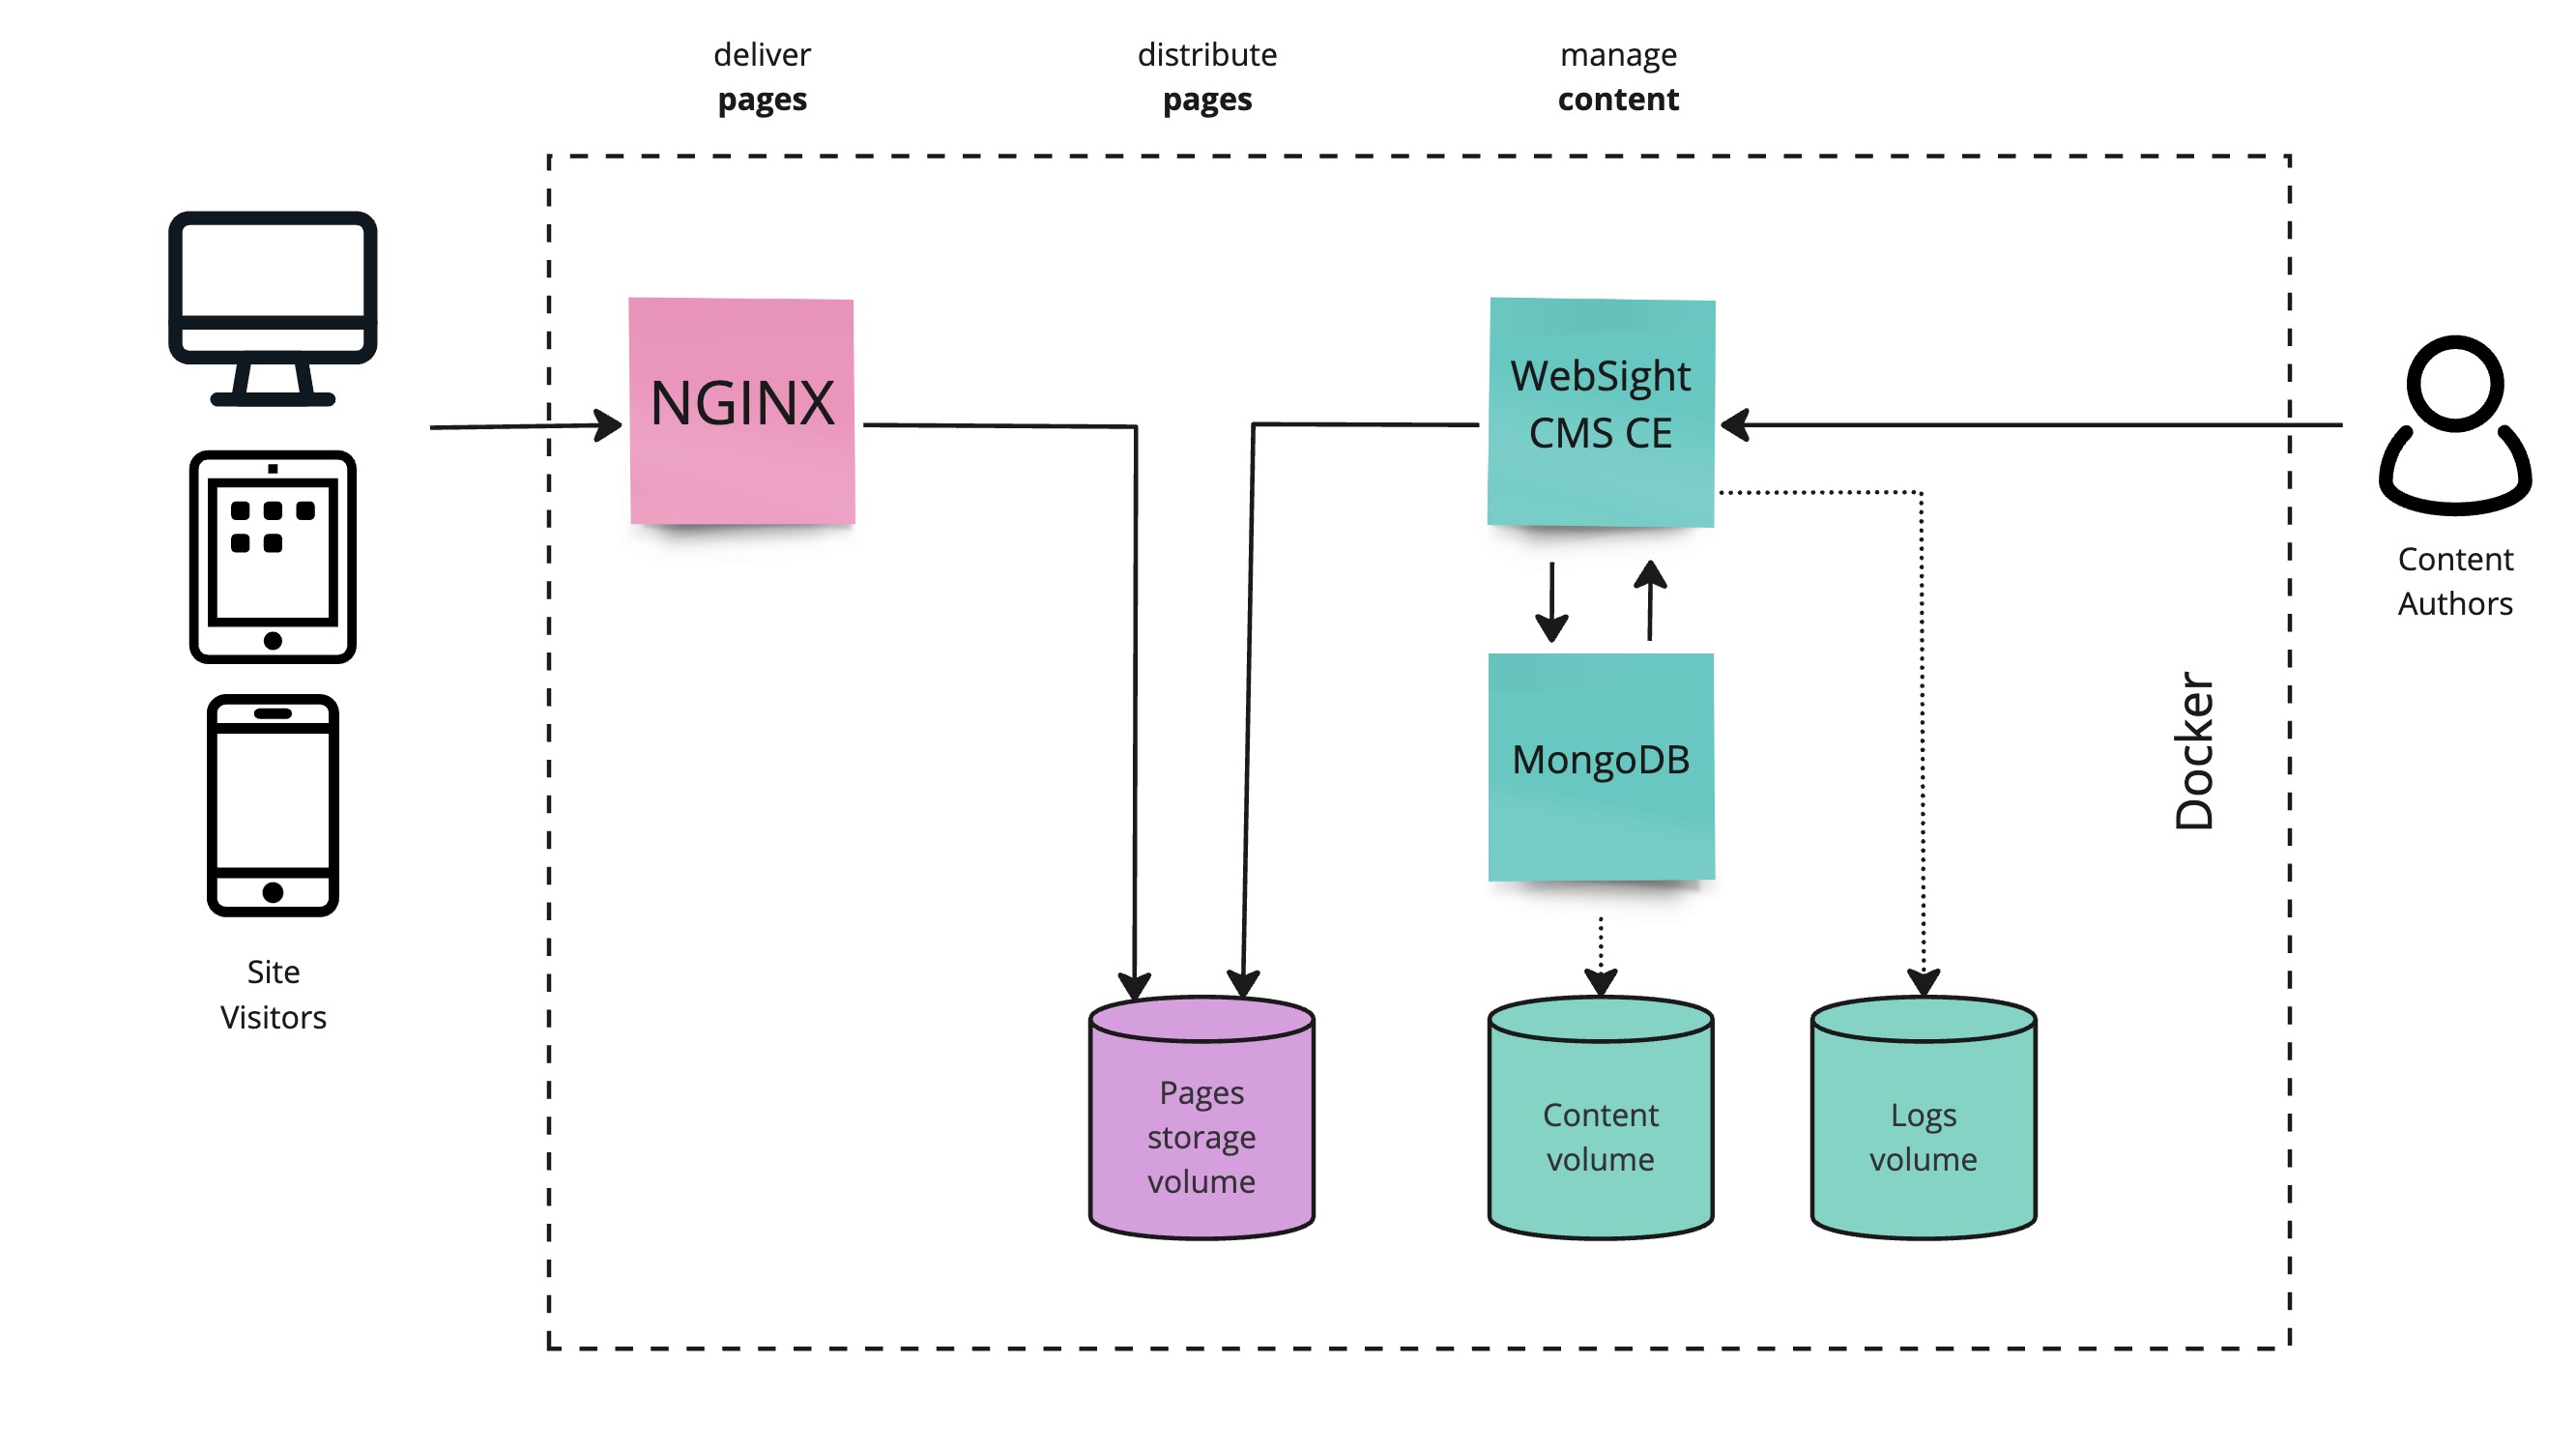 deliver
pages
distribute
pages
manage
content
NGINX
WebSight
CMS CE
Content
Authors
MongoDB
Docker
Site
Visitors
Pages
storage
volume
Content
volume
Logs
volume